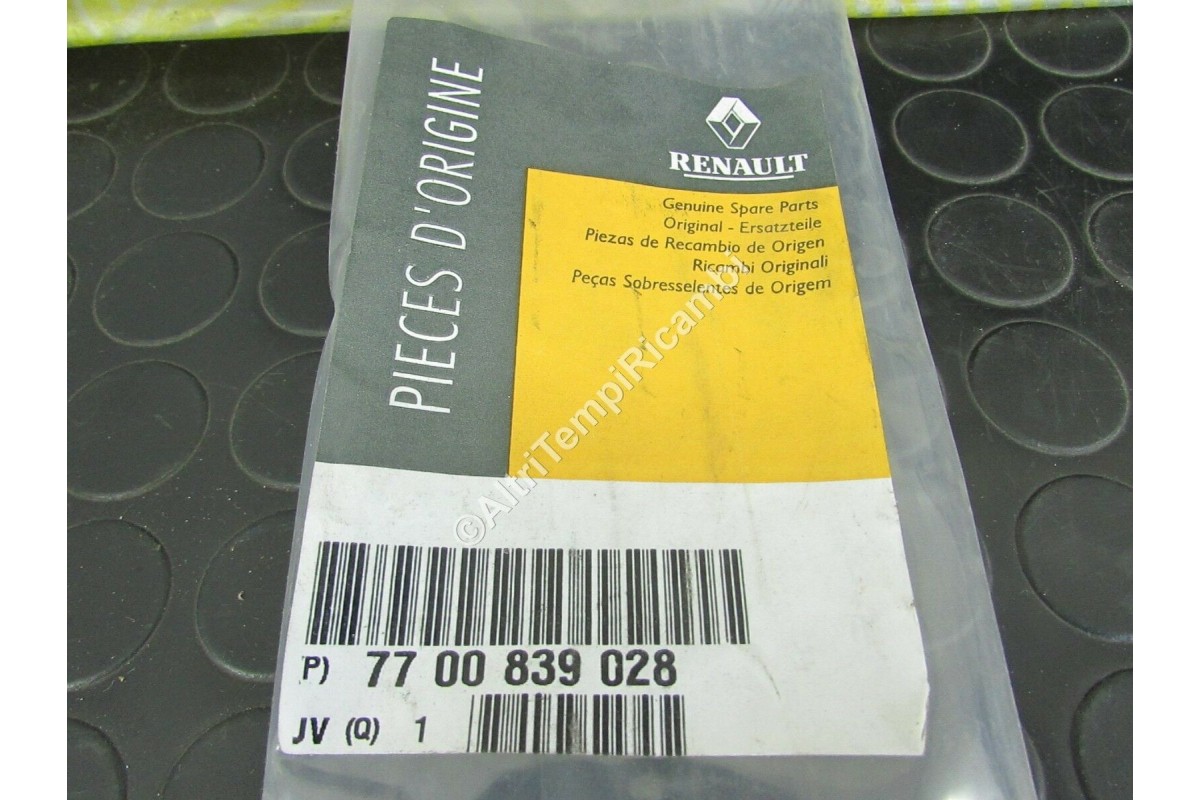 PIECES D'ORIGINE
RENAULT
Genuine Spare Parts
Original - Ersatzteile
Piezas de Recambio de Origen
Ricambi Originali
Peças Sobresselentes de Origem
©AltriTempiRicambi
P) 77 00 839 028
JV (Q) 1